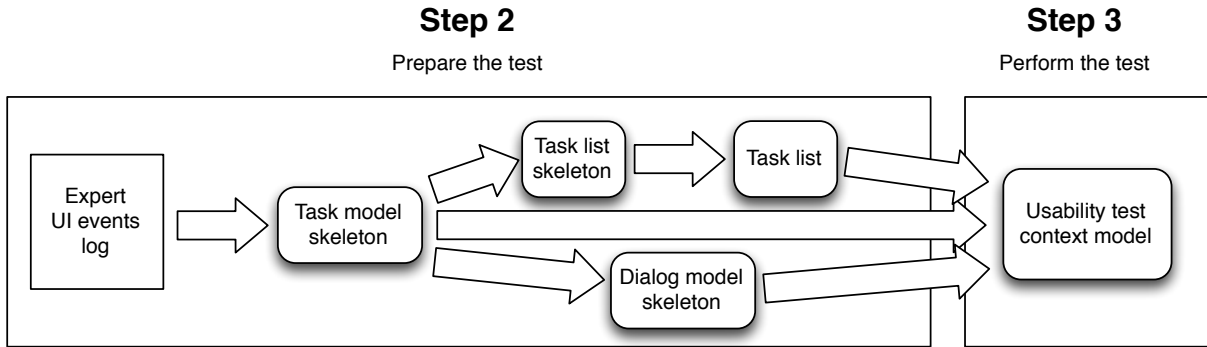 Step 2
Prepare the test
Step 3
Perform the test
Expert
UI events
log
Task model
skeleton
Task list
skeleton
Task list
Dialog model
skeleton
Usability test
context model